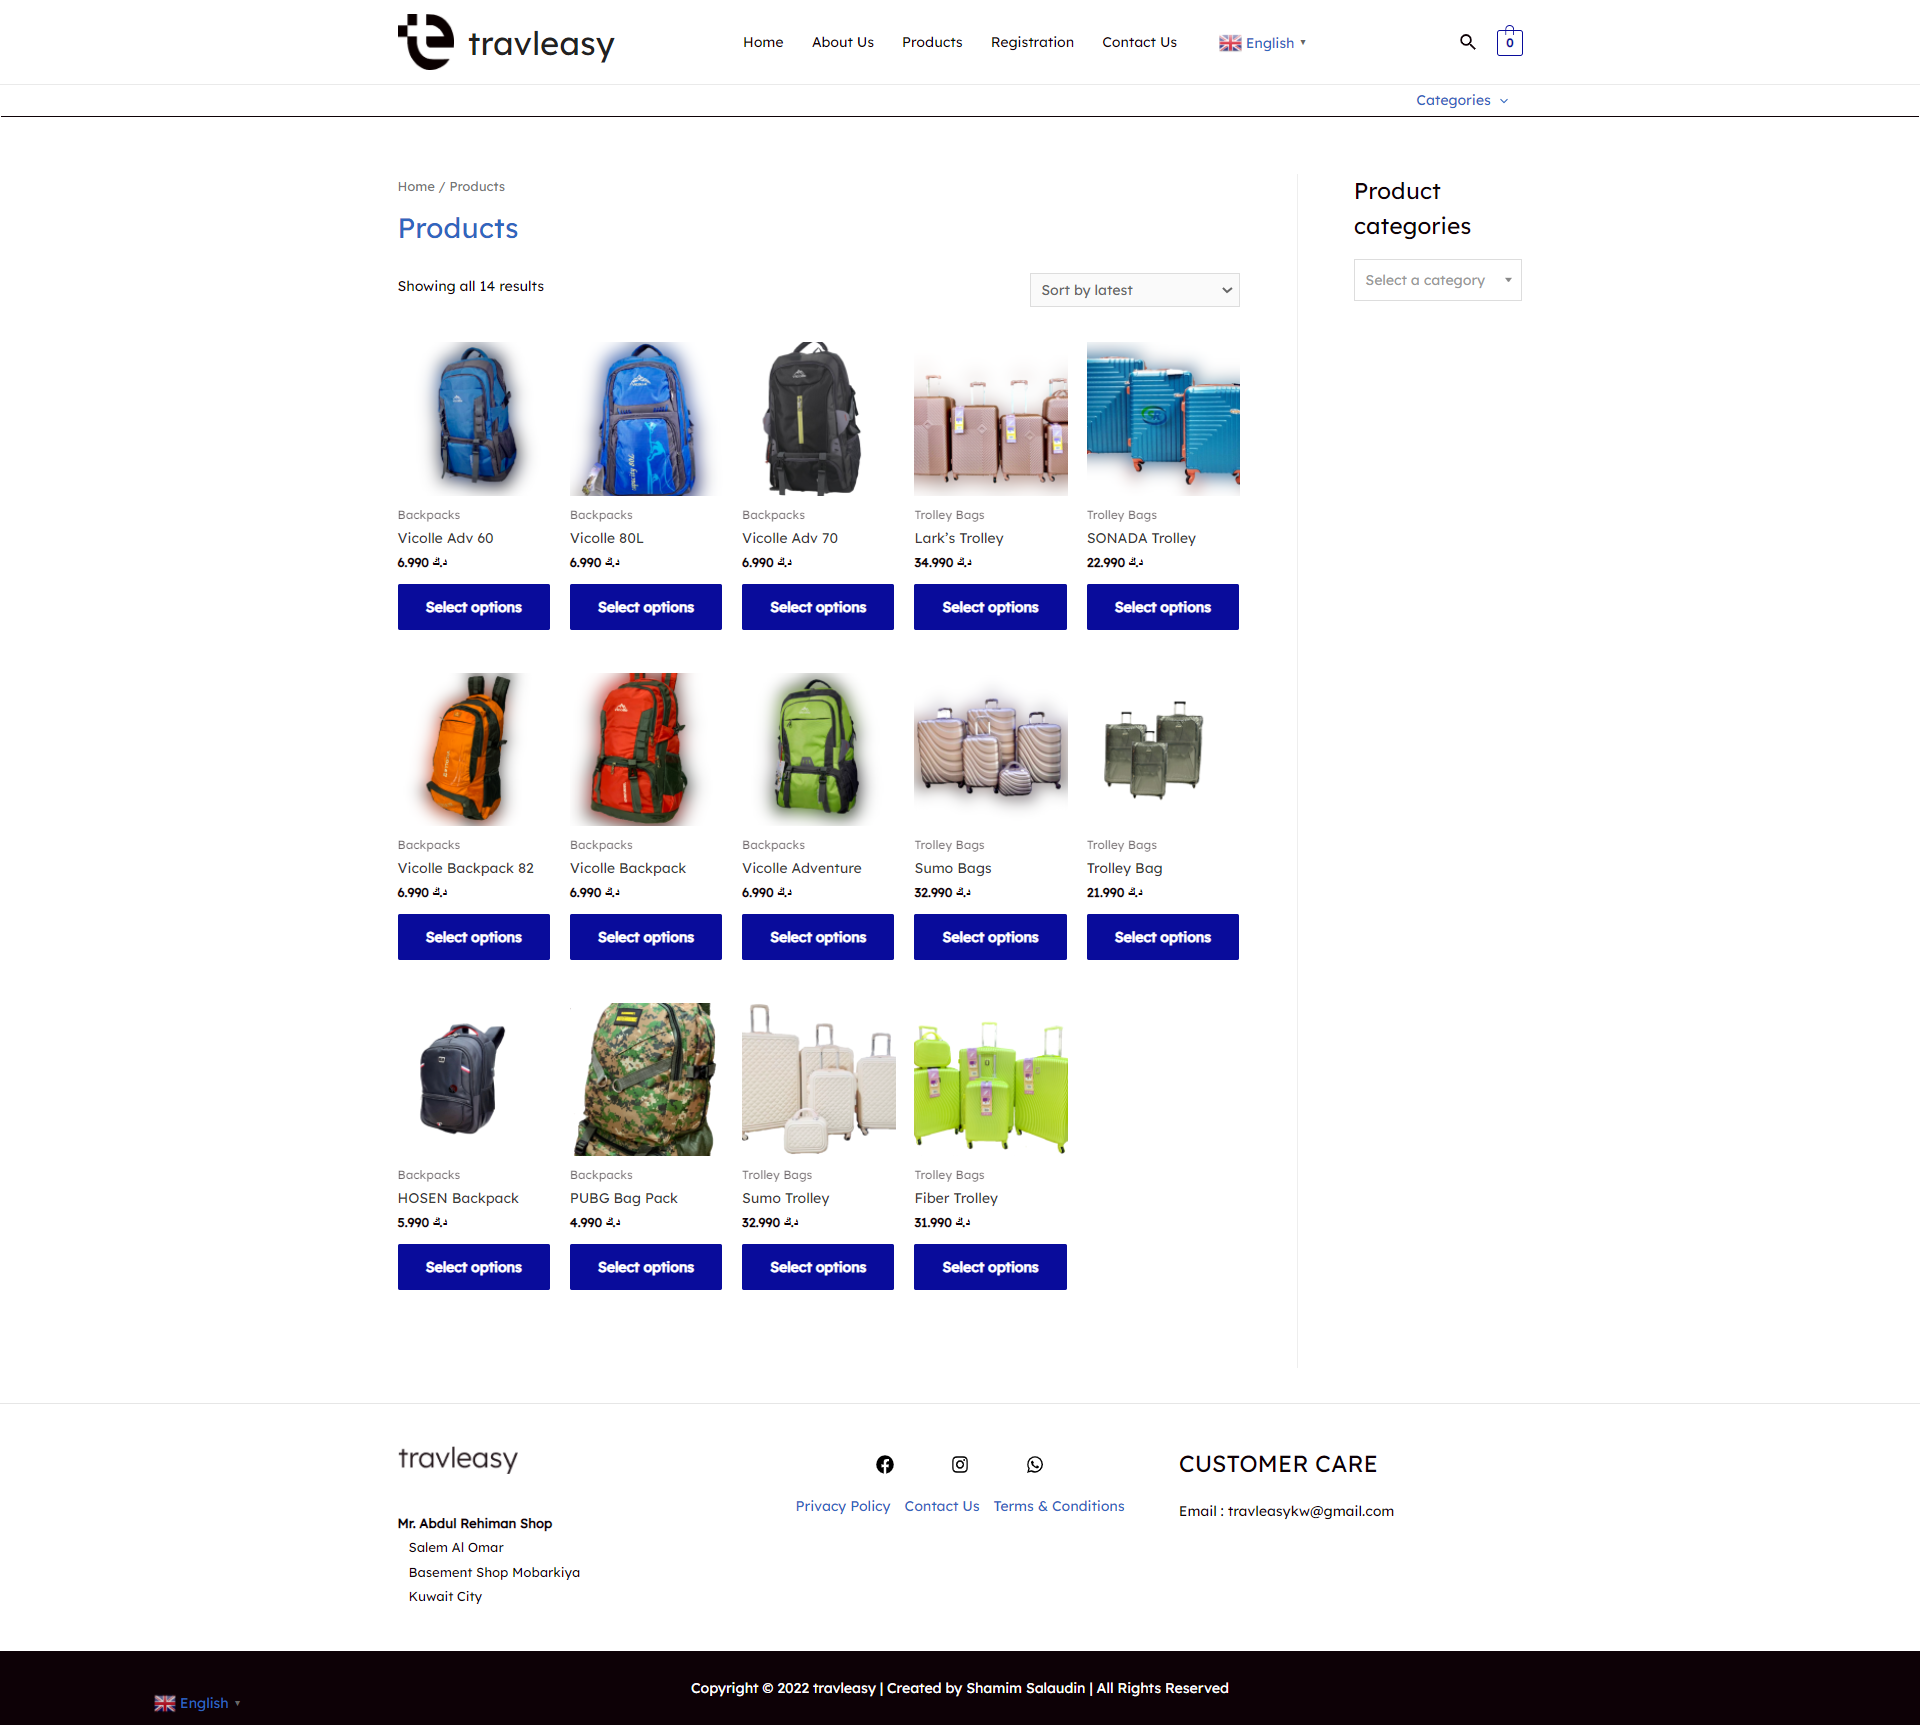 travleasy
Home About Us Products Registration Contact Us English ▼
0
Categories
Home / Products
Products
Showing all 14 results
Sort by latest
Product
categories
Select a category
Backpacks Backpacks Backpacks Trolley Bags Trolley Bags
Vicolle Adv 60 Vicolle 80L Vicolle Adv 70 Lark’s Trolley SONADA Trolley
6.990 د.ك 6.990 د.ك 6.990 د.ك 34.990 د.ك 22.990 د.ك
Select options Select options Select options Select options Select options
Backpacks Backpacks Backpacks Trolley Bags Trolley Bags
Vicolle Backpack 82 Vicolle Backpack Vicolle Adventure Sumo Bags Trolley Bag
6.990 د.ك 6.990 د.ك 6.990 د.ك 32.990 د.ك 21.990 د.ك
Select options Select options Select options Select options Select options
Backpacks Backpacks Trolley Bags Trolley Bags
HOSEN Backpack PUBG Bag Pack Sumo Trolley Fiber Trolley
5.990 د.ك 4.990 د.ك 32.990 د.ك 31.990 د.ك
Select options Select options Select options Select options
travleasy
Mr. Abdul Rehiman Shop
Salem Al Omar
Basement Shop Mobarkiya
Kuwait City
Privacy Policy Contact Us Terms & Conditions
CUSTOMER CARE
Email : travleasykw@gmail.com
Copyright © 2022 travleasy | Created by Shamim Salaudin | All Rights Reserved
English ▼